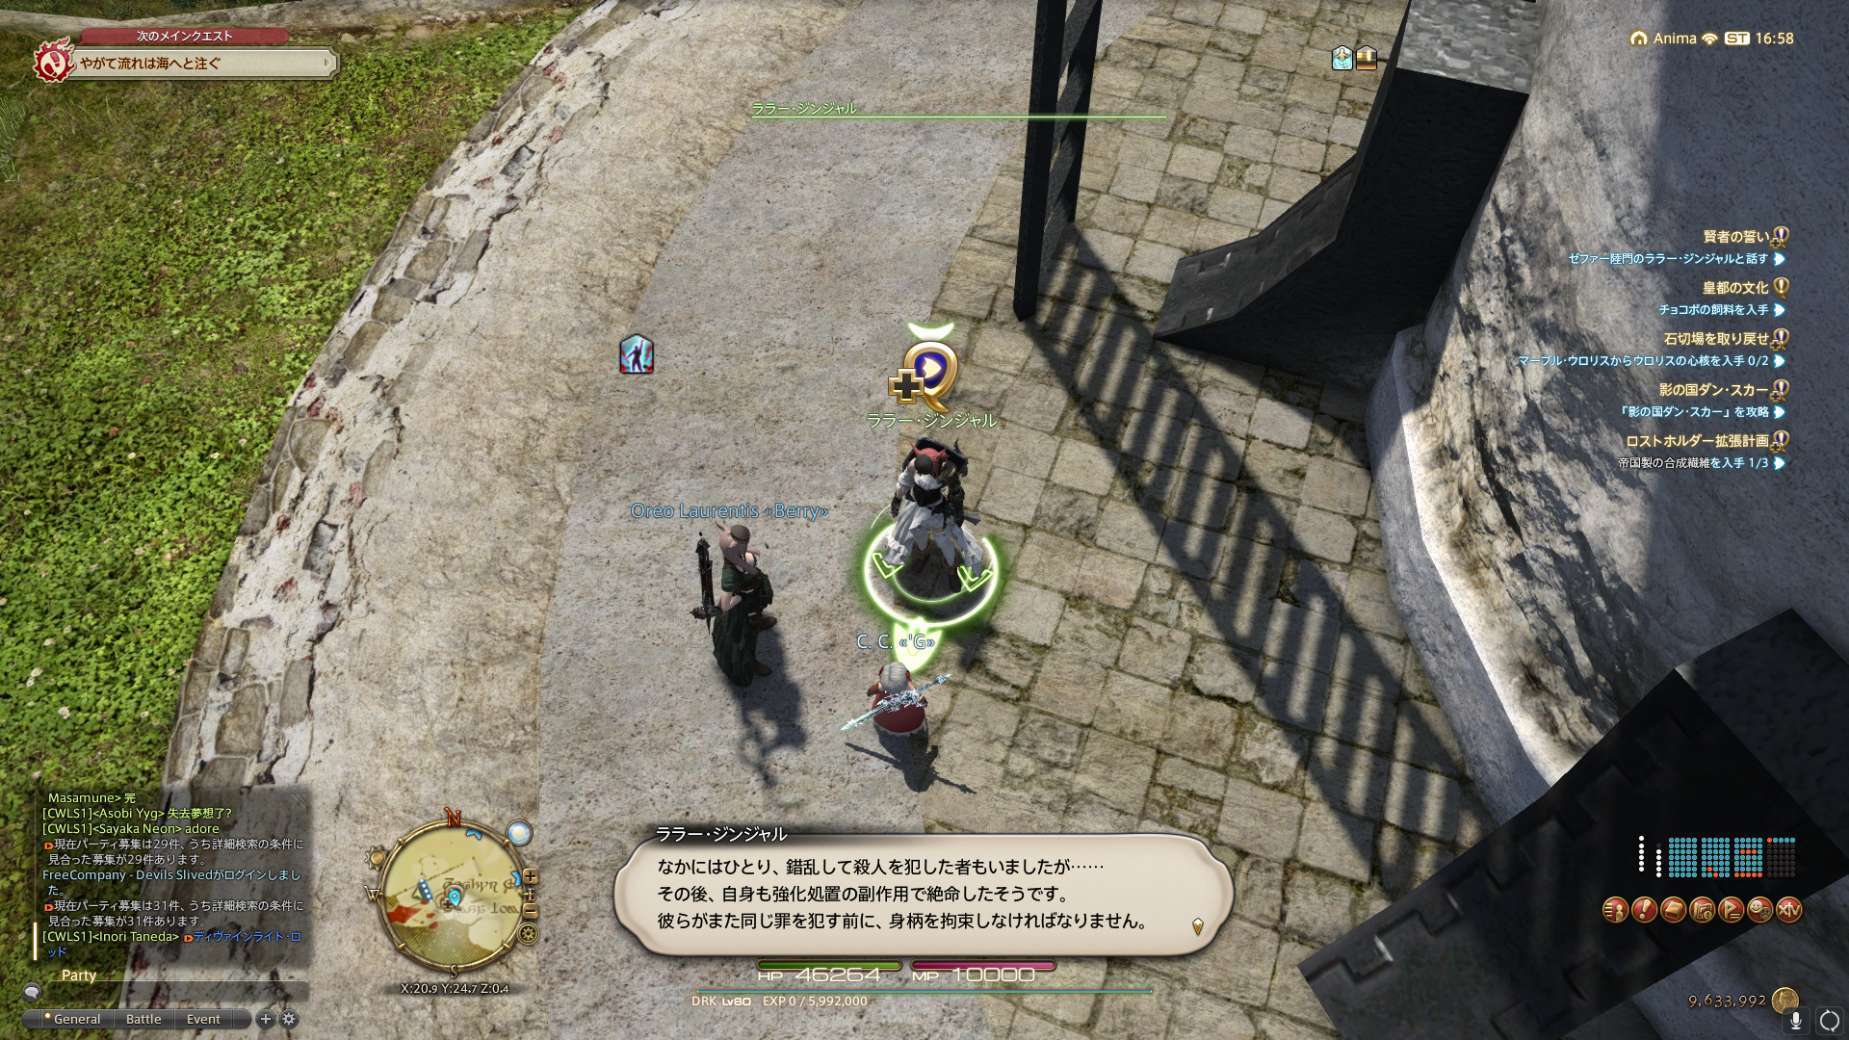 次のメインクエスト
やがて流れは海へと注ぐ
Anima ST 16:58
ララー・ジンジャル
賢者の誓い
ゼファー陸門のララー・ジンジャルと話す
皇都の文化
チョコボの飼料を入手
石切場を取り戻せ
マーブル・ウロリスからウロリスの心核を入手 0/2
影の国ダン・スカー
「影の国ダン・スカー」を攻略
ロストホルダー拡張計画
帝国製の合成繊維を入手 1/3
ララー・ジンジャル
Oreo Laurentis «Berry»
C. C. «'G»
Masamune> 完
[CWLS1]<Asobi Yyg> 失去夢想了?
[CWLS1]<Sayaka Neon> adore
現在パーティ募集は29件、うち詳細検索の条件に
見合った募集が29件あります。
FreeCompany - Devils Slivedがログインしまし
た。
現在パーティ募集は31件、うち詳細検索の条件に
見合った募集が31件あります。
[CWLS1]<Inori Taneda> ディヴァインライト・ロ
ッド
Party
General Battle Event
N
S
X:20.9 Y:24.7 Z:0.4
ララー・ジンジャル
なかにはひとり、錯乱して殺人を犯した者もいましたが……
その後、自身も強化処置の副作用で絶命したそうです。
彼らがまた同じ罪を犯す前に、身柄を拘束しなければなりません。
HP 46264 MP 10000
DRK Lv80 EXP 0 / 5,992,000
XIV
9,633,992